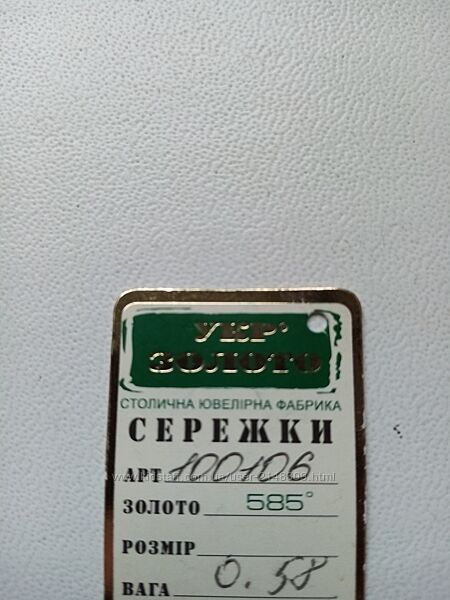 УКР'
ЗОЛОТО
СТОЛИЧНА ЮВЕЛІРНА ФАБРИКА
СЕРЕЖКИ
АРТ 100106
ЗОЛОТО 585°
РОЗМІР
ВАГА 0.58